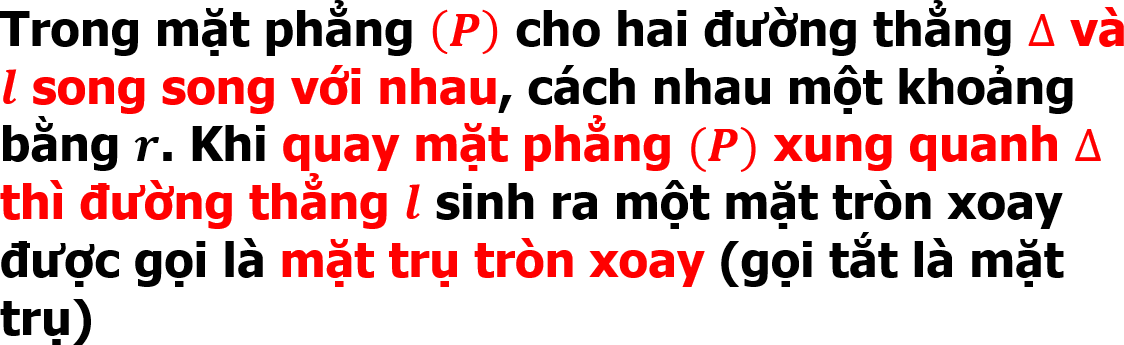 Trong mặt phẳng (P) cho hai đường thẳng Δ và
l song song với nhau, cách nhau một khoảng
bằng r. Khi quay mặt phẳng (P) xung quanh Δ
thì đường thẳng l sinh ra một mặt tròn xoay
được gọi là mặt trụ tròn xoay (gọi tắt là mặt
trụ)